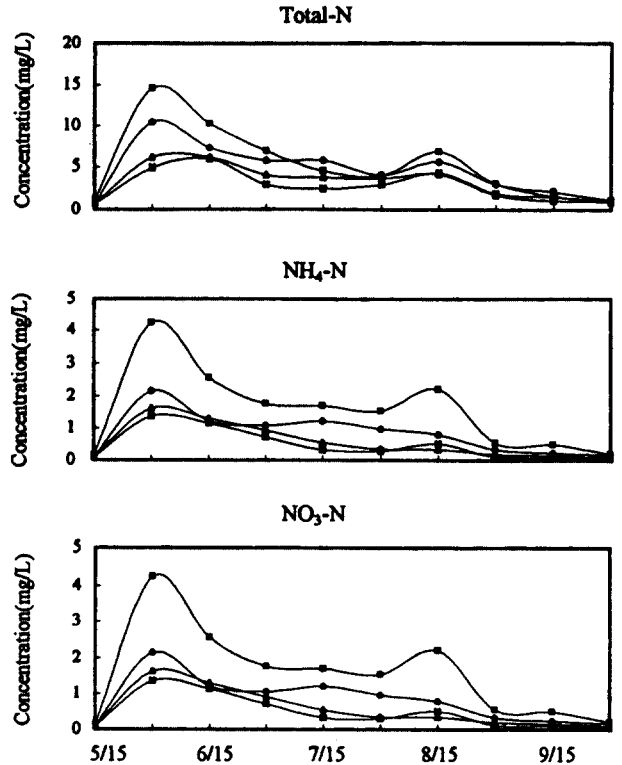 Total-N
Concentration(mg/L)
20
15
10
5
0
NH₄-N
Concentration(mg/L)
5
4
3
2
1
0
NO₃-N
Concentration(mg/L)
5
4
3
2
1
0
5/15 6/15 7/15 8/15 9/15